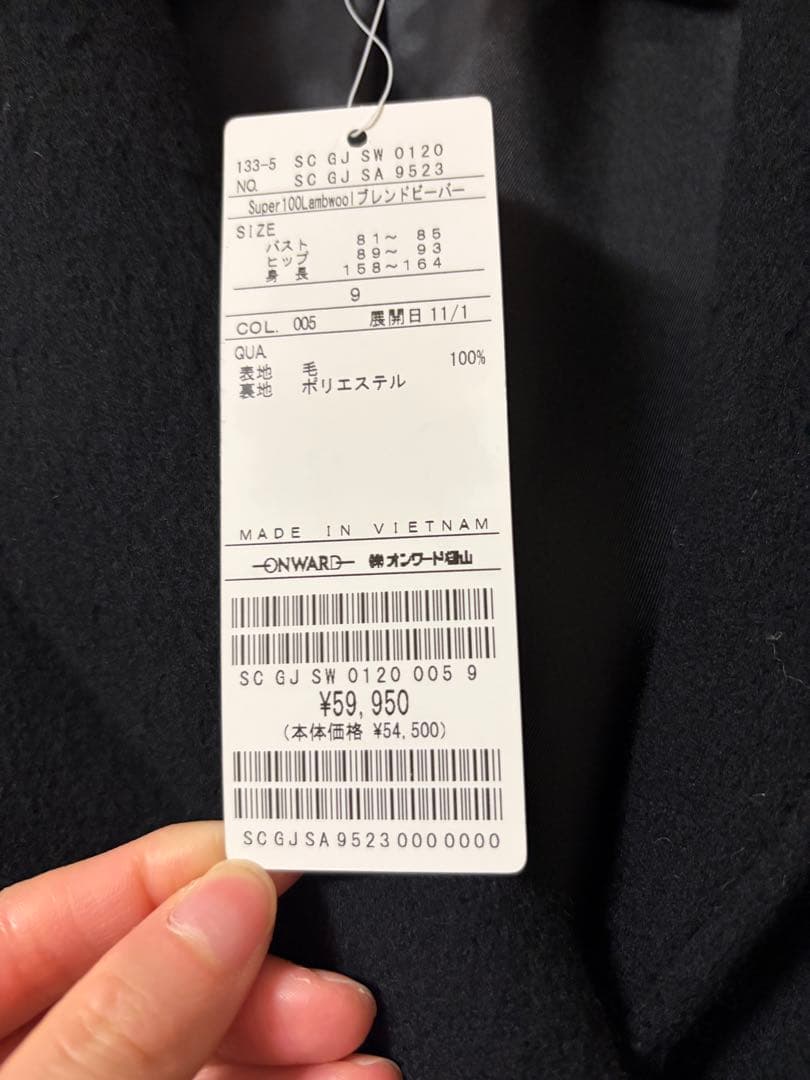 133-5 SC GJ SW 0120
NO. SC GJ SA 9523
Super100Lambwoolブレンドビーバー
SIZE
バスト 81～ 85
ヒップ 89～ 93
身長 158～164
9
COL. 005 展開日 11/1
QUA
表地 毛 100%
裏地 ポリエステル
MADE IN VIETNAM
ONWARD ㈱オンワード樫山
SC GJ SW 0120 005 9
¥59,950
(本体価格 ¥54,500)
SCGJSA95230000000